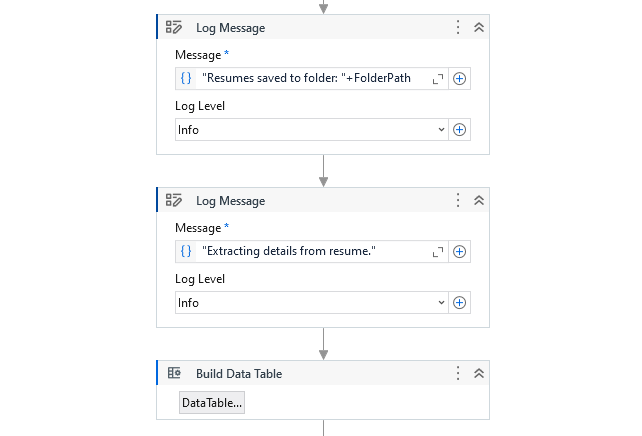 Log Message
Message *
{} "Resumes saved to folder: "+FolderPath
Log Level
Info
Log Message
Message *
{} "Extracting details from resume."
Log Level
Info
Build Data Table
DataTable...